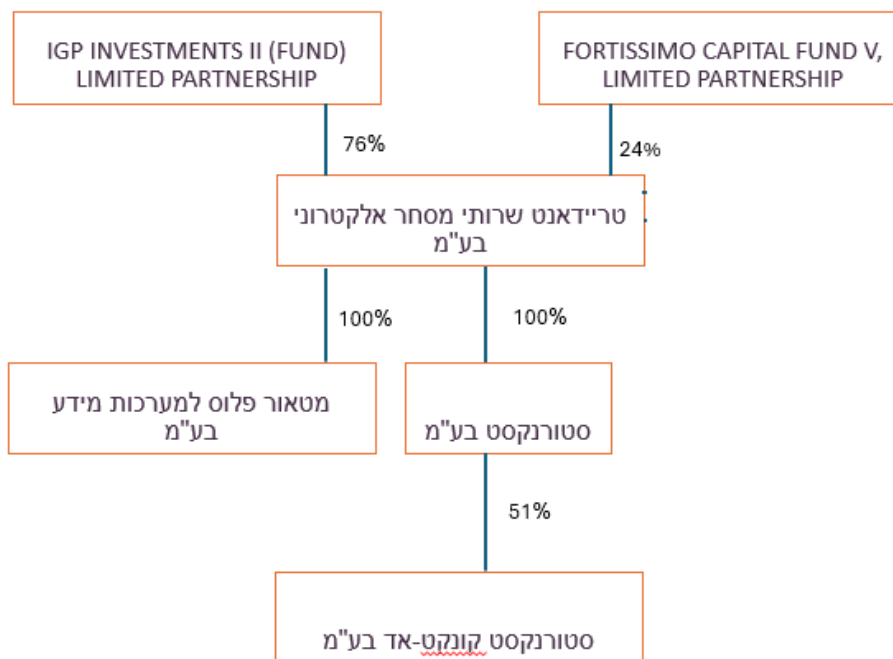 IGP INVESTMENTS II (FUND)
LIMITED PARTNERSHIP
FORTISSIMO CAPITAL FUND V,
LIMITED PARTNERSHIP
76%
24%
טריידאנט שרותי מסחר אלקטרוני
בע"מ
100%
100%
מטאור פלוס למערכות מידע
בע"מ
סטורנקסט בע"מ
51%
סטורנקסט קונקט-אד בע"מ